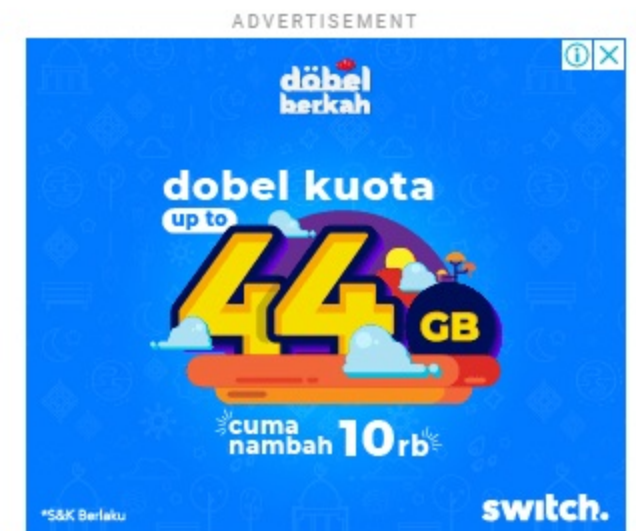 ADVERTISEMENT
döbel
berkah
dobel kuota
up to
44
GB
cuma
nambah 10rb
*S&K Berlaku
switch.